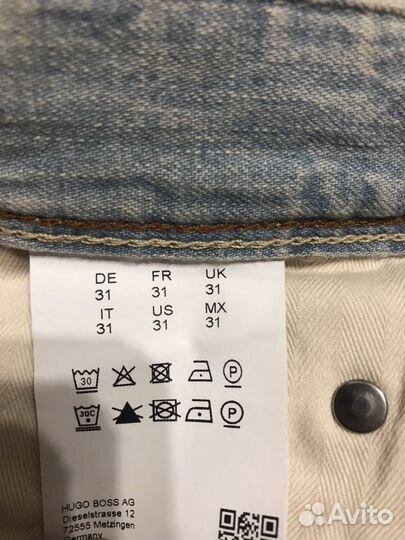 DE FR UK
31 31 31
IT US MX
31 31 31
30 P
30C P
HUGO BOSS AG
Dieselstrasse 12
72555 Metzingen
Germany
Avito